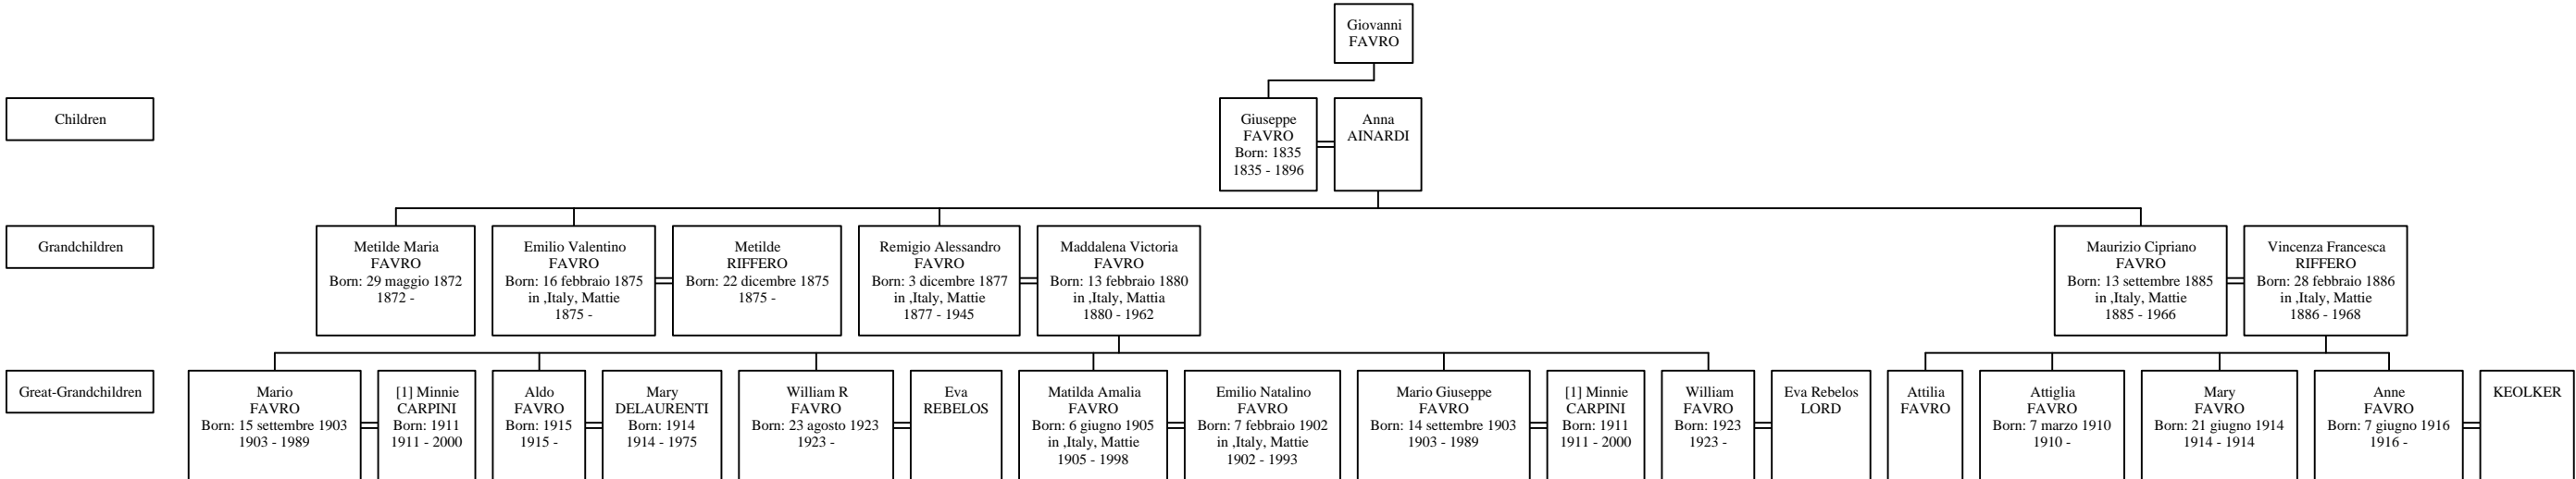 Giovanni
FAVRO
Children
Giuseppe
FAVRO
Born: 1835
1835 - 1896
Anna
AINARDI
Grandchildren
Metilde Maria
FAVRO
Born: 29 maggio 1872
1872 -
Emilio Valentino
FAVRO
Born: 16 febbraio 1875
in ,Italy, Mattie
1875 -
Metilde
RIFFERO
Born: 22 dicembre 1875
1875 -
Remigio Alessandro
FAVRO
Born: 3 dicembre 1877
in ,Italy, Mattie
1877 - 1945
Maddalena Victoria
FAVRO
Born: 13 febbraio 1880
in ,Italy, Mattia
1880 - 1962
Maurizio Cipriano
FAVRO
Born: 13 settembre 1885
in ,Italy, Mattie
1885 - 1966
Vincenza Francesca
RIFFERO
Born: 28 febbraio 1886
in ,Italy, Mattie
1886 - 1968
Great-Grandchildren
Mario
FAVRO
Born: 15 settembre 1903
1903 - 1989
[1] Minnie
CARPINI
Born: 1911
1911 - 2000
Aldo
FAVRO
Born: 1915
1915 -
Mary
DELAURENTI
Born: 1914
1914 - 1975
William R
FAVRO
Born: 23 agosto 1923
1923 -
Eva
REBELOS
Matilda Amalia
FAVRO
Born: 6 giugno 1905
in ,Italy, Mattie
1905 - 1998
Emilio Natalino
FAVRO
Born: 7 febbraio 1902
in ,Italy, Mattie
1902 - 1993
Mario Giuseppe
FAVRO
Born: 14 settembre 1903
1903 - 1989
[1] Minnie
CARPINI
Born: 1911
1911 - 2000
William
FAVRO
Born: 1923
1923 -
Eva Rebelos
LORD
Attilia
FAVRO
Attiglia
FAVRO
Born: 7 marzo 1910
1910 -
Mary
FAVRO
Born: 21 giugno 1914
1914 - 1914
Anne
FAVRO
Born: 7 giugno 1916
1916 -
KEOLKER